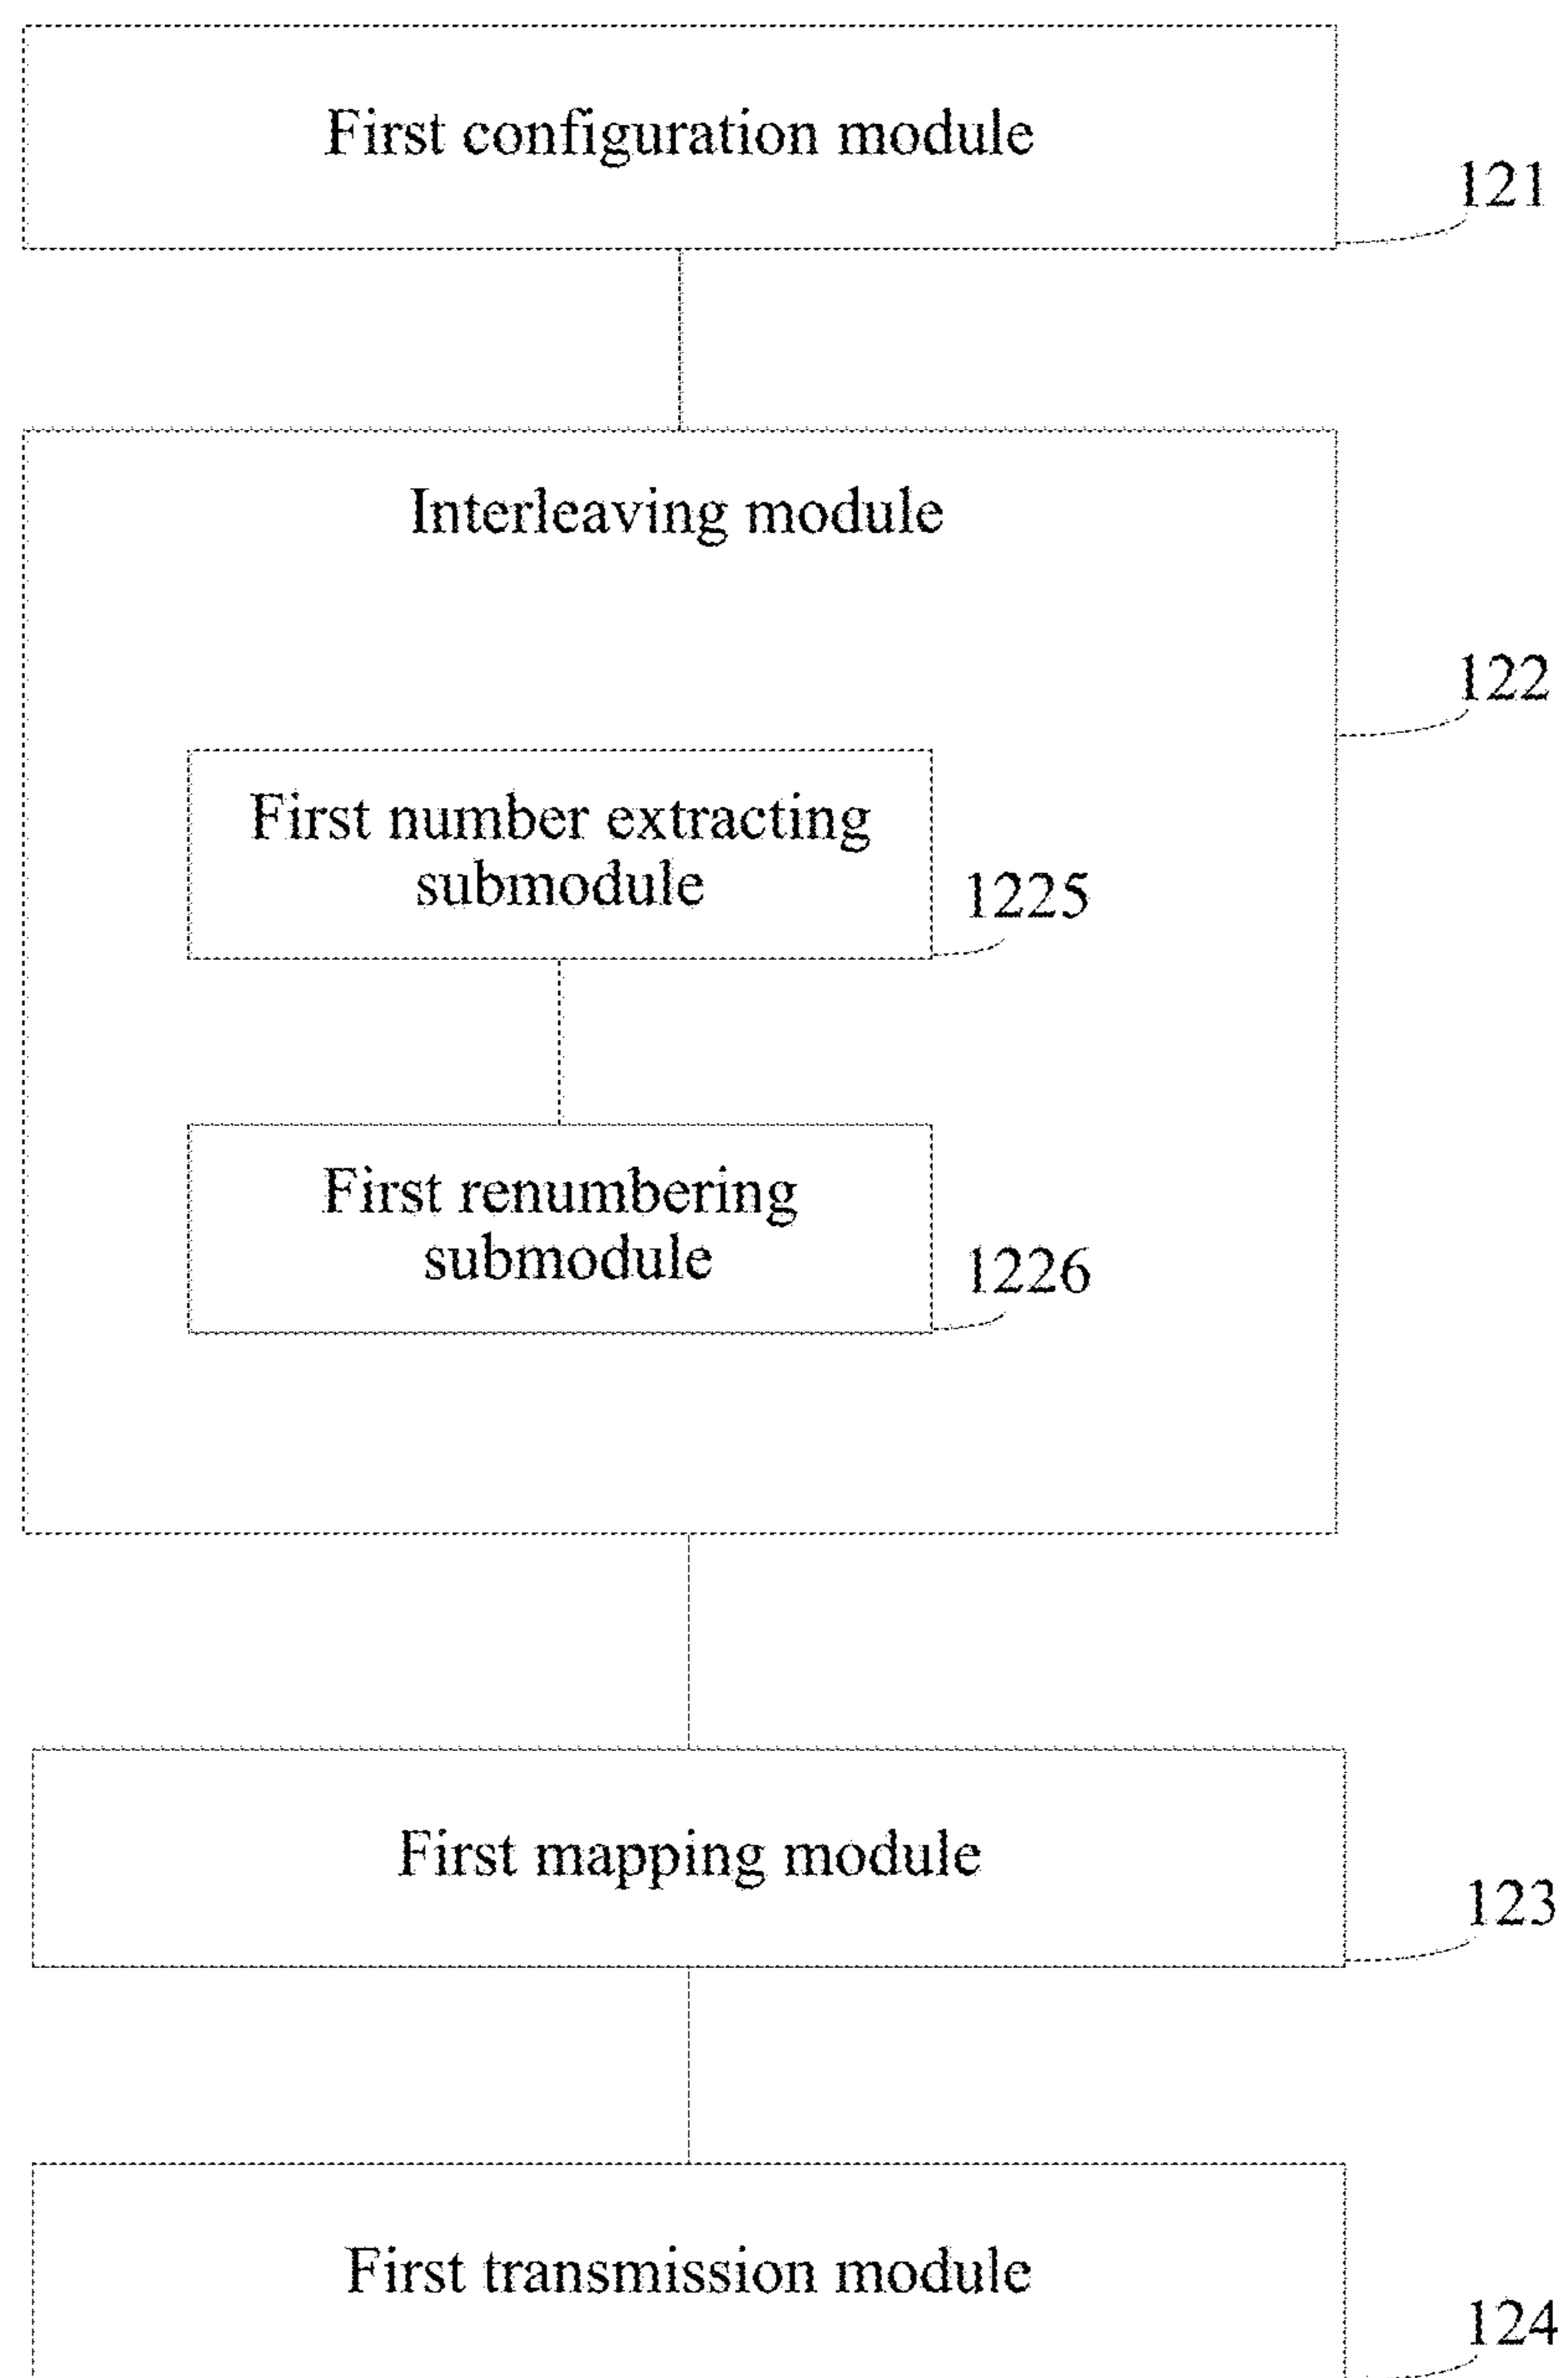 First configuration module
121
Interleaving module
122
First number extracting
submodule
1225
First renumbering
submodule
1226
First mapping module
123
First transmission module
124